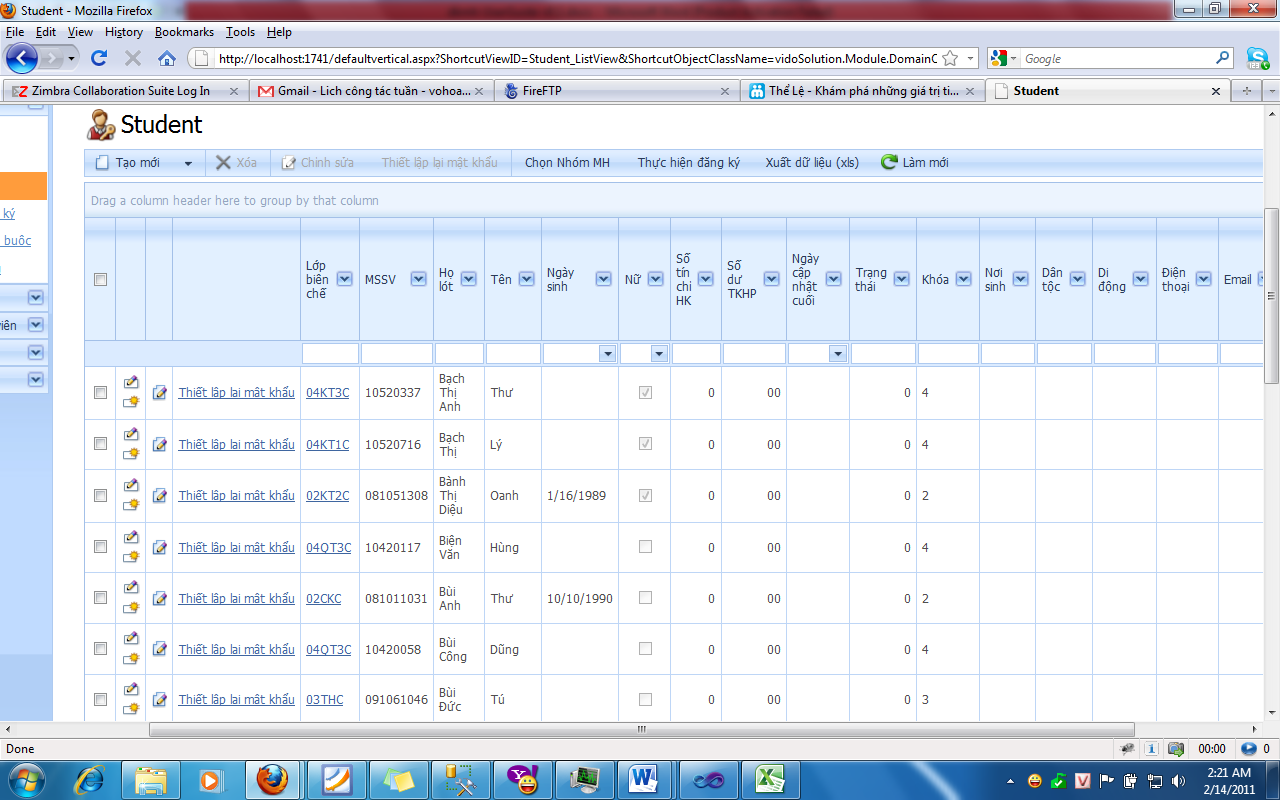 Student - Mozilla Firefox
File Edit View History Bookmarks Tools Help
http://localhost:1741/defaultvertical.aspx?ShortcutViewID=Student_ListView&ShortcutObjectClassName=vidoSolution.Module.DomainO
Google
Zimbra Collaboration Suite Log In
Gmail - Lich công tác tuần - vohoa...
FireFTP
Thể Lệ - Khám phá những giá trị ti...
Student
Student
Tạo mới Xóa Chỉnh sửa Thiết lập lại mật khẩu Chọn Nhóm MH Thực hiện đăng ký Xuất dữ liệu (xls) Làm mới
Drag a column header here to group by that column
ký
buộc
viên
Lớp biên chế MSSV Họ lót Tên Ngày sinh Nữ Số tín chỉ HK Số dư TKHP Ngày cập nhật cuối Trạng thái Khóa Nơi sinh Dân tộc Di động Điện thoại Email
Thiết lập lại mật khẩu 04KT3C 10520337 Bạch Thị Anh Thư 0 00 0 4
Thiết lập lại mật khẩu 04KT1C 10520716 Bạch Thị Lý 0 00 0 4
Thiết lập lại mật khẩu 02KT2C 081051308 Bành Thị Diệu Oanh 1/16/1989 0 00 0 2
Thiết lập lại mật khẩu 04QT3C 10420117 Biện Văn Hùng 0 00 0 4
Thiết lập lại mật khẩu 02CKC 081011031 Bùi Anh Thư 10/10/1990 0 00 0 2
Thiết lập lại mật khẩu 04QT3C 10420058 Bùi Công Dũng 0 00 0 4
Thiết lập lại mật khẩu 03THC 091061046 Bùi Đức Tú 0 00 0 3
Done
00:00
0
2:21 AM
2/14/2011